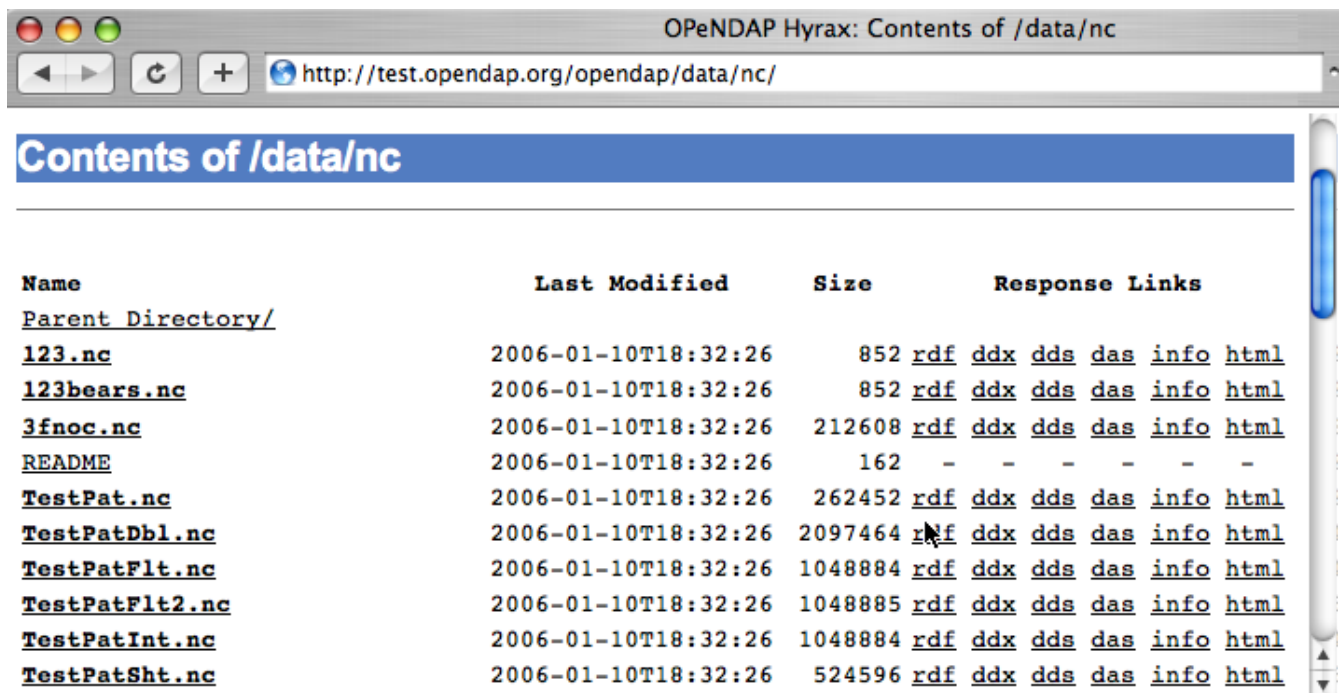 OPeNDAP Hyrax: Contents of /data/nc
http://test.opendap.org/opendap/data/nc/
Contents of /data/nc
Name Last Modified Size Response Links
Parent Directory/
123.nc 2006-01-10T18:32:26 852 rdf ddx dds das info html
123bears.nc 2006-01-10T18:32:26 852 rdf ddx dds das info html
3fnoc.nc 2006-01-10T18:32:26 212608 rdf ddx dds das info html
README 2006-01-10T18:32:26 162 - - - - - -
TestPat.nc 2006-01-10T18:32:26 262452 rdf ddx dds das info html
TestPatDbl.nc 2006-01-10T18:32:26 2097464 rdf ddx dds das info html
TestPatFlt.nc 2006-01-10T18:32:26 1048884 rdf ddx dds das info html
TestPatFlt2.nc 2006-01-10T18:32:26 1048885 rdf ddx dds das info html
TestPatInt.nc 2006-01-10T18:32:26 1048884 rdf ddx dds das info html
TestPatSht.nc 2006-01-10T18:32:26 524596 rdf ddx dds das info html